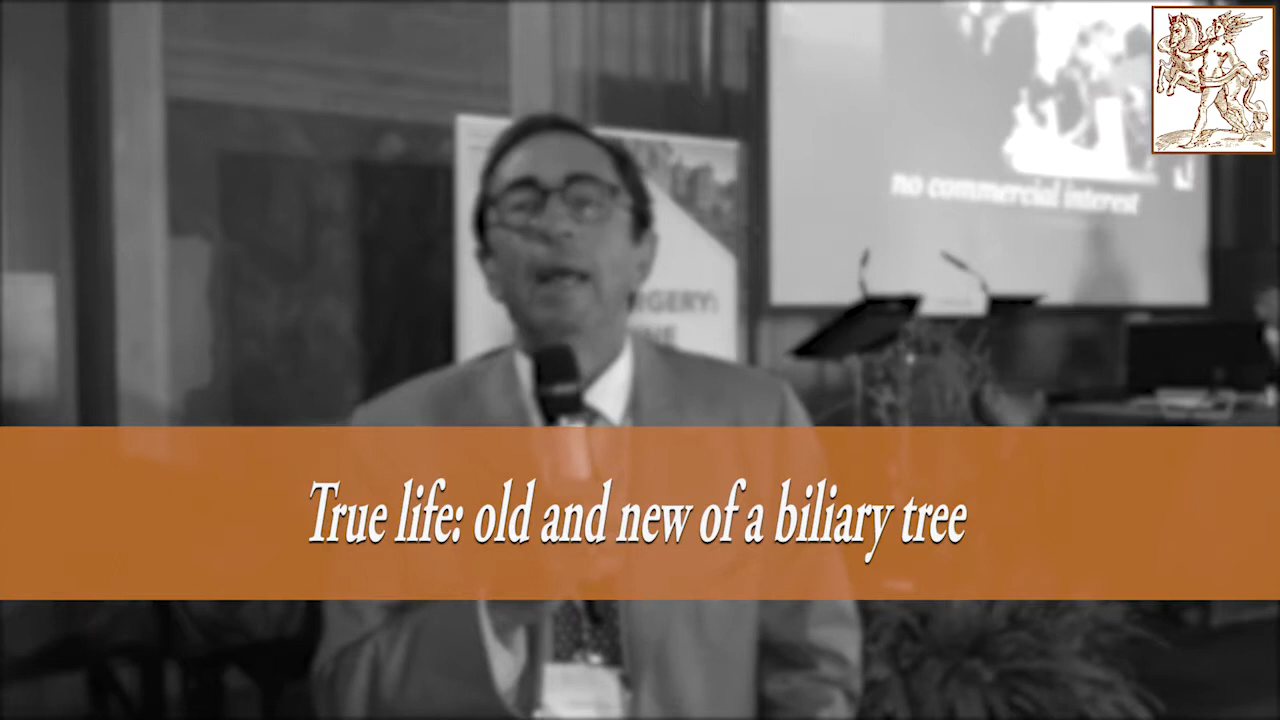 no commercial interest
True life: old and new of a biliary tree